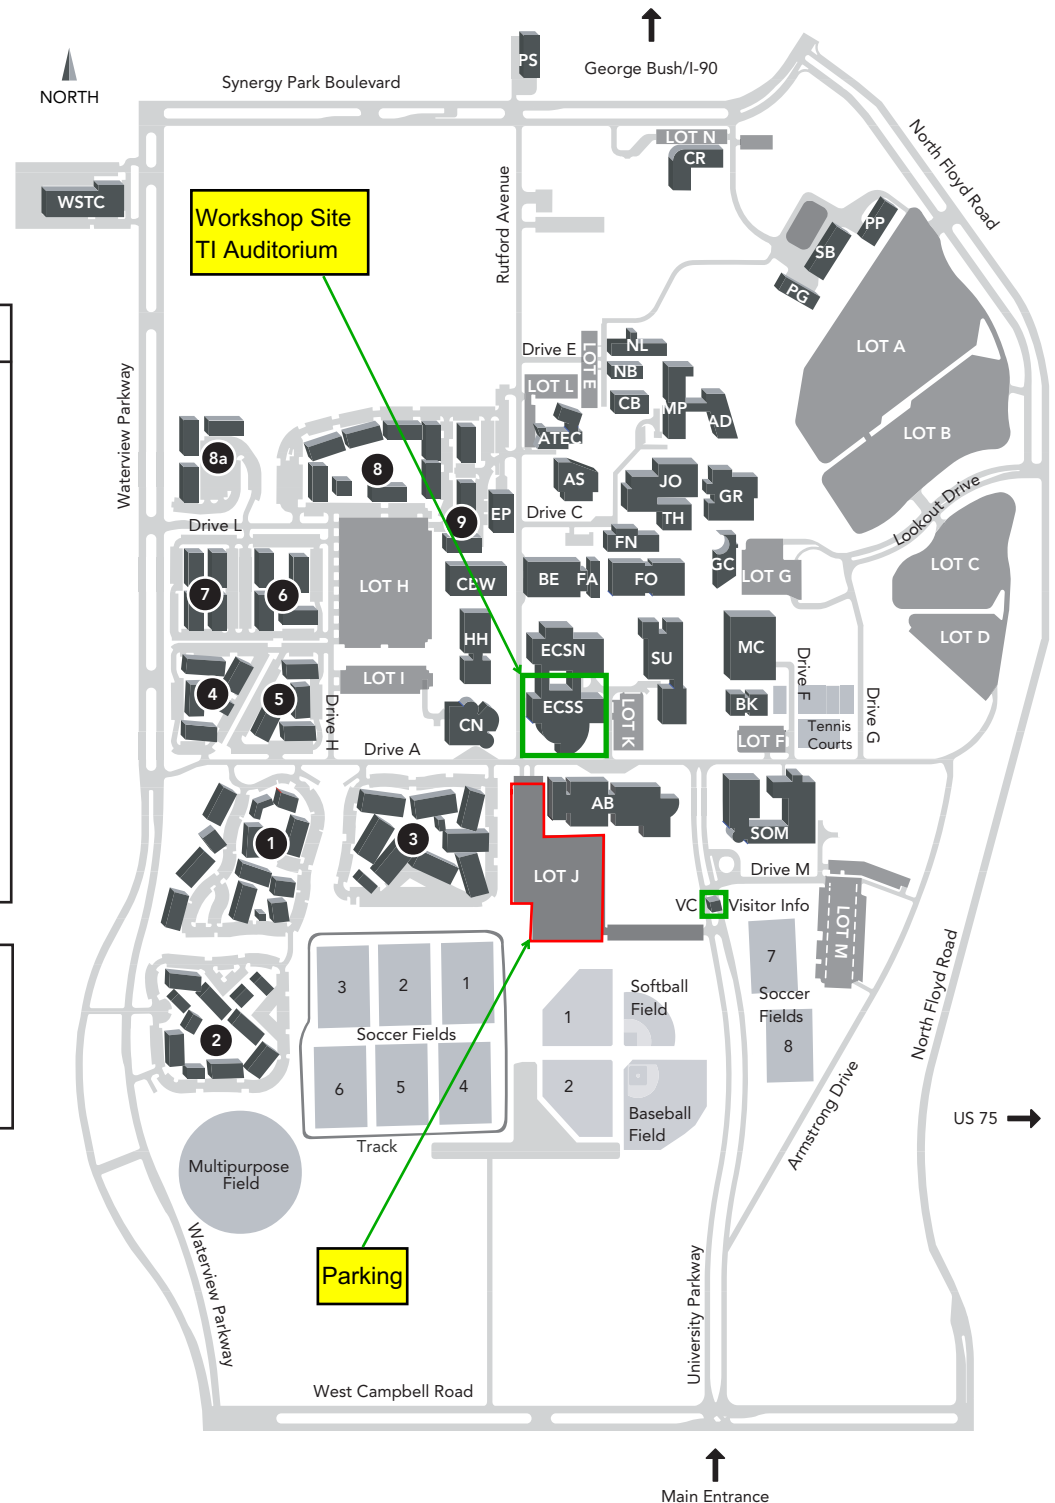 PS
George Bush/I-90
NORTH
Synergy Park Boulevard
LOT N
CR
North Floyd Road
WSTC
Workshop Site
TI Auditorium
Rutford Avenue
PP
SB
PG
Drive E
LOT E
NL
NB
LOT A
LOT L
CB
MP
AD
Waterview Parkway
ATEC
LOT B
8a
8
AS
JO
GR
9
EP
Drive C
TH
Lookout Drive
Drive L
FN
GC
LOT G
LOT C
7
6
LOT H
CBW
BE
FA
FO
HH
ECSN
SU
MC
LOT D
4
5
LOT I
Drive H
CN
ECSS
LOT K
BK
Drive F
Drive G
Tennis
Courts
LOT F
Drive A
AB
SOM
1
3
LOT J
Drive M
VC
Visitor Info
LOT M
7
Soccer
Fields
8
3
2
1
Soccer Fields
6
5
4
Track
1
Softball
Field
2
Baseball
Field
2
North Floyd Road
Armstrong Drive
US 75
Multipurpose
Field
Waterview Parkway
Parking
University Parkway
West Campbell Road
Main Entrance